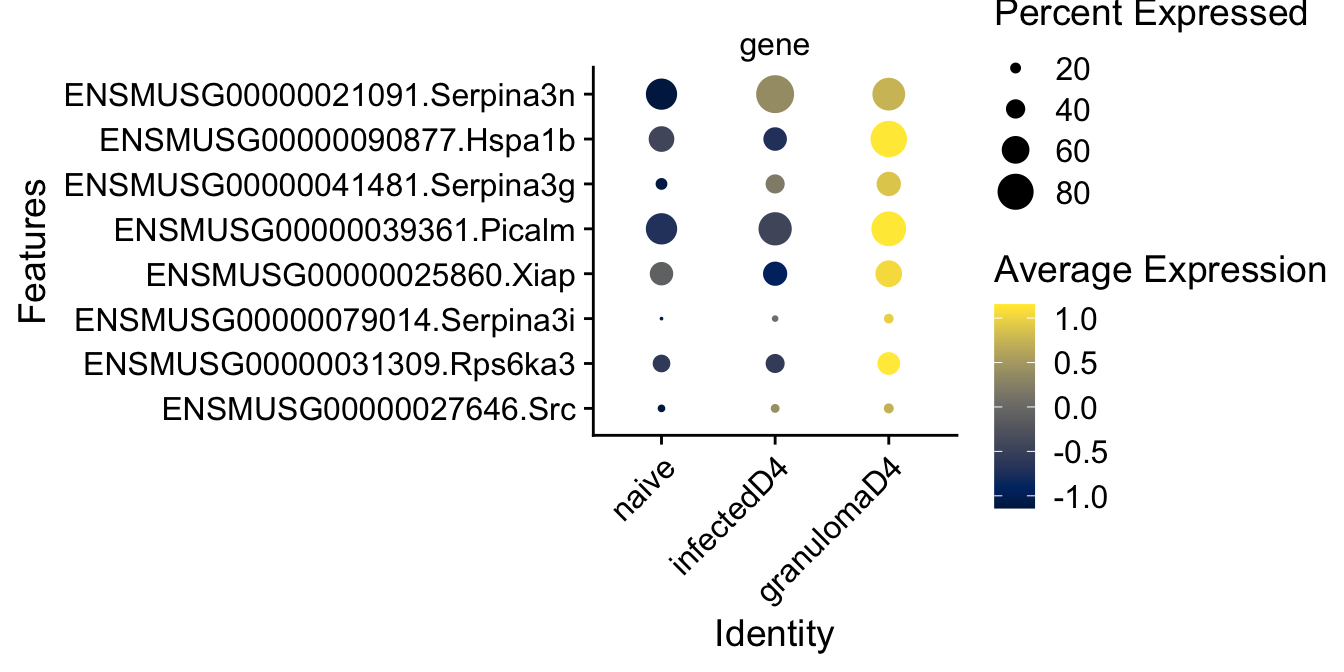 gene
Features
ENSMUSG00000021091.Serpina3n
ENSMUSG00000090877.Hspa1b
ENSMUSG00000041481.Serpina3g
ENSMUSG00000039361.Picalm
ENSMUSG00000025860.Xiap
ENSMUSG00000079014.Serpina3i
ENSMUSG00000031309.Rps6ka3
ENSMUSG00000027646.Src
naive
infectedD4
granulomaD4
Identity
Percent Expressed
20
40
60
80
Average Expression
1.0
0.5
0.0
-0.5
-1.0